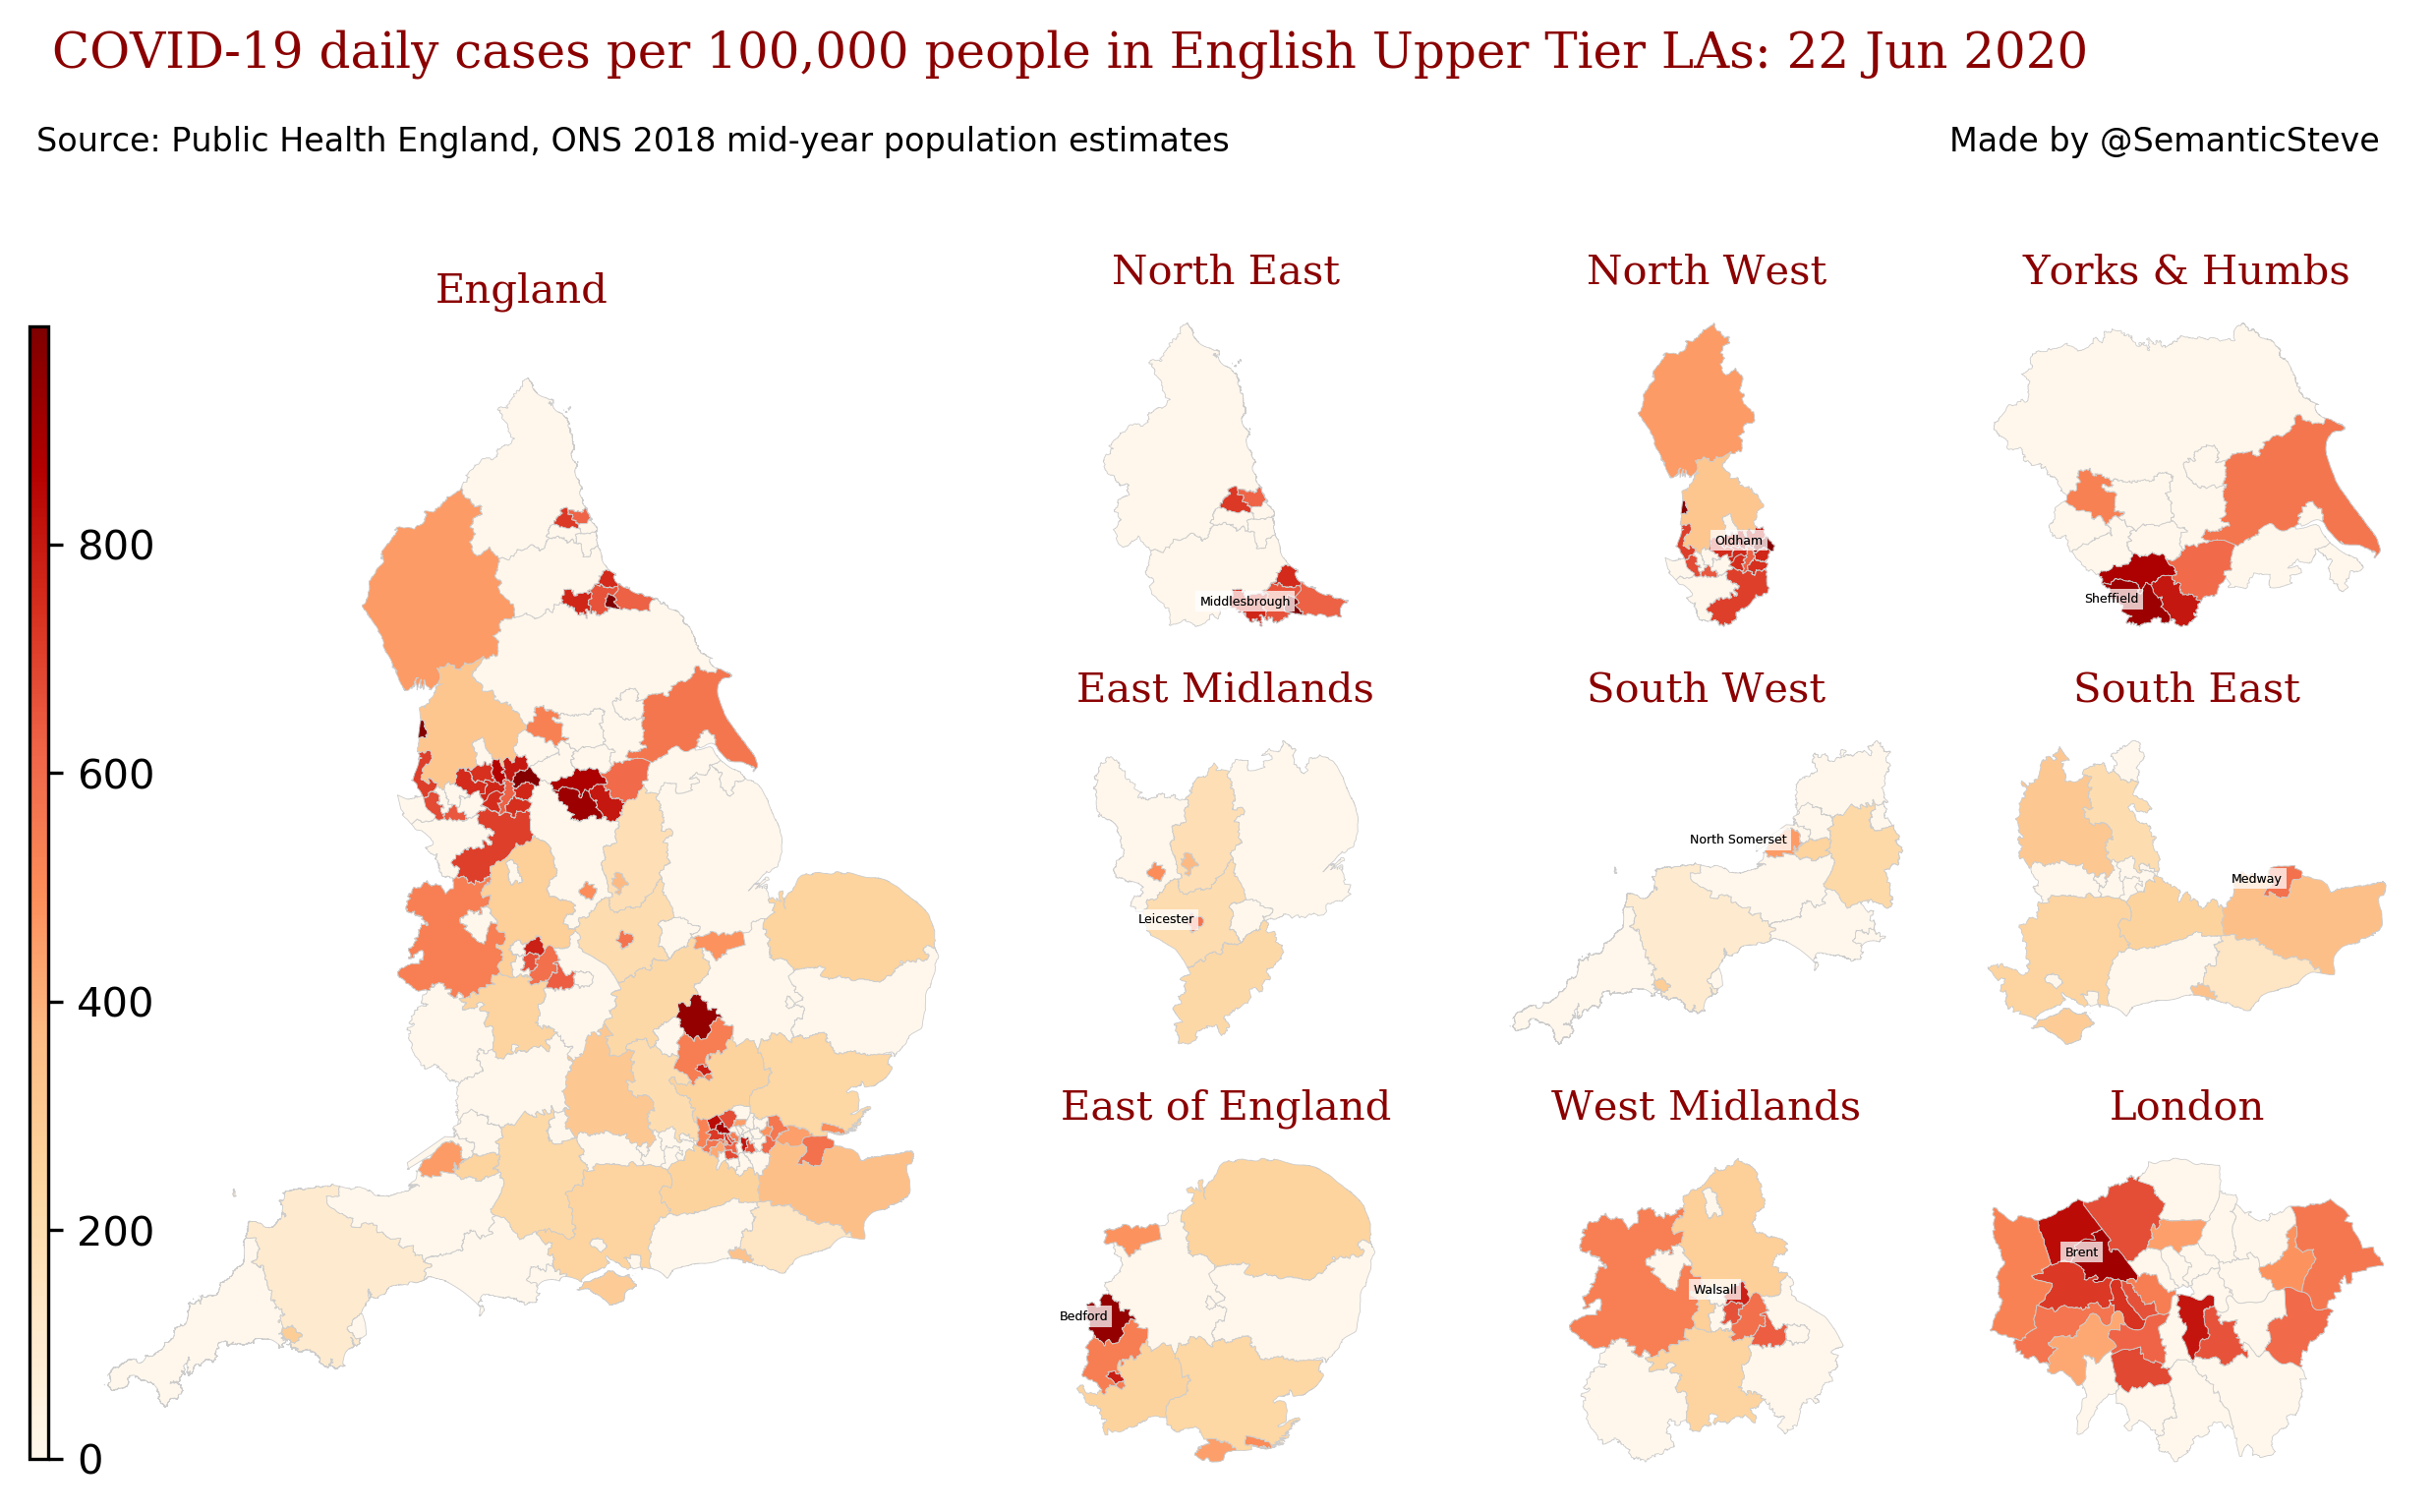 COVID-19 daily cases per 100,000 people in English Upper Tier LAs: 22 Jun 2020
Source: Public Health England, ONS 2018 mid-year population estimates
Made by @SemanticSteve
England
800
600
400
200
0
North East
Middlesbrough
North West
Oldham
Yorks & Humbs
Sheffield
East Midlands
Leicester
South West
North Somerset
South East
Medway
East of England
Bedford
West Midlands
Walsall
London
Brent